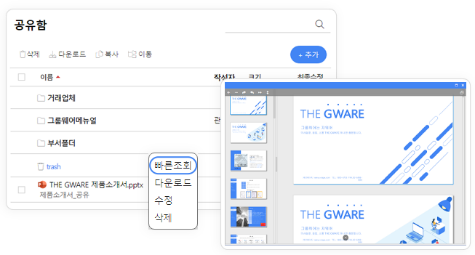 공유함
삭제 다운로드 복사 이동
+ 추가
이름 작성자 크기 최종수정
거래업체
그룹웨어메뉴얼 관
부서폴더
trash
THE GWARE 제품소개서.pptx
제품소개서_공유
빠른조회
다운로드
수정
삭제
THE GWARE
THE GWARE